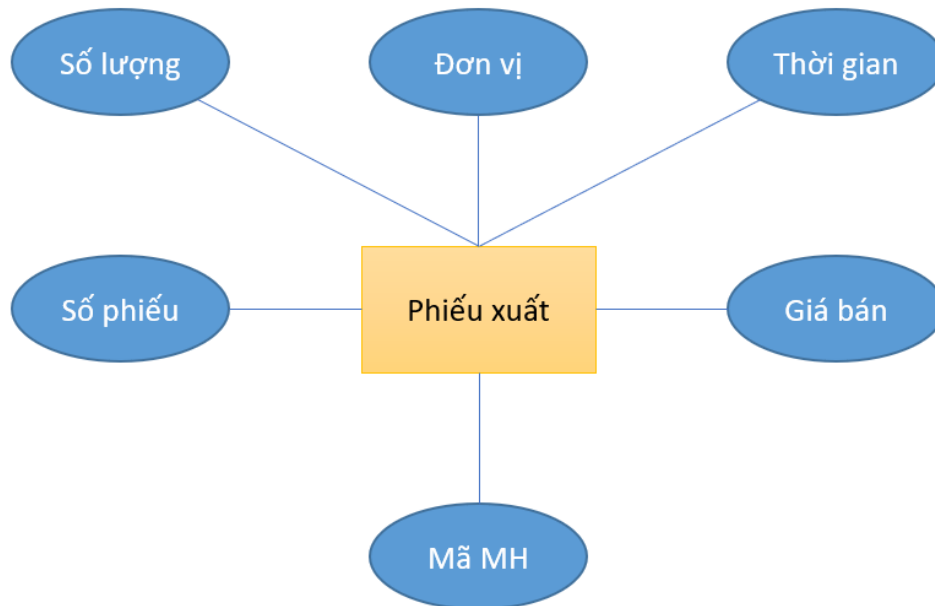 Số lượng
Đơn vị
Thời gian
Số phiếu
Phiếu xuất
Giá bán
Mã MH